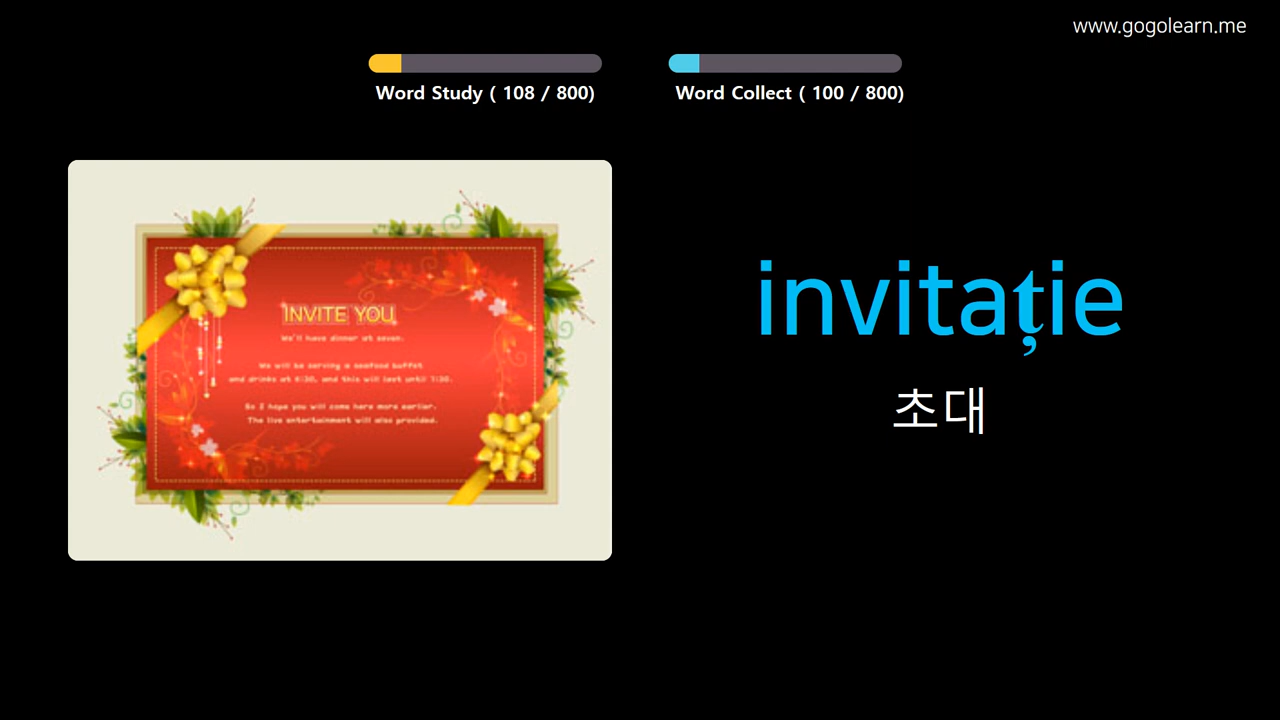 www.gogolearn.me
Word Study ( 108 / 800)
Word Collect ( 100 / 800)
INVITE YOU
We'll have dinner at seven.
We will be serving a seafood buffet
and drinks at 6:30, and this will last until 7:30.
So I hope you will come here more earlier.
The live entertainment will also provided.
invitație
초대